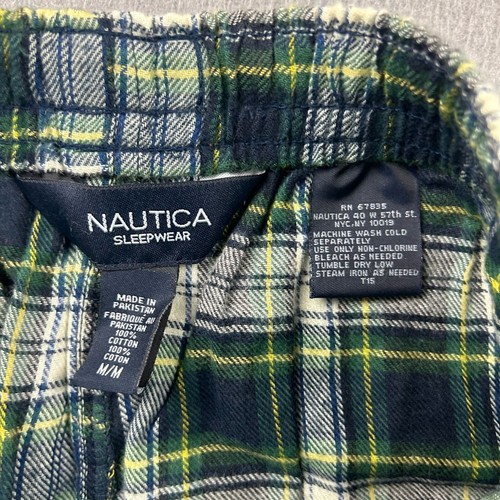 NAUTICA
SLEEPWEAR
MADE IN
PAKISTAN
FABRIQUE AU
PAKISTAN
100%
COTTON
100%
COTON
M/M
RN 67835
NAUTICA 40 W 57th St.
NYC, NY 10019
MACHINE WASH COLD
SEPARATELY
USE ONLY NON-CHLORINE
BLEACH AS NEEDED
TUMBLE DRY LOW
STEAM IRON AS NEEDED
T15